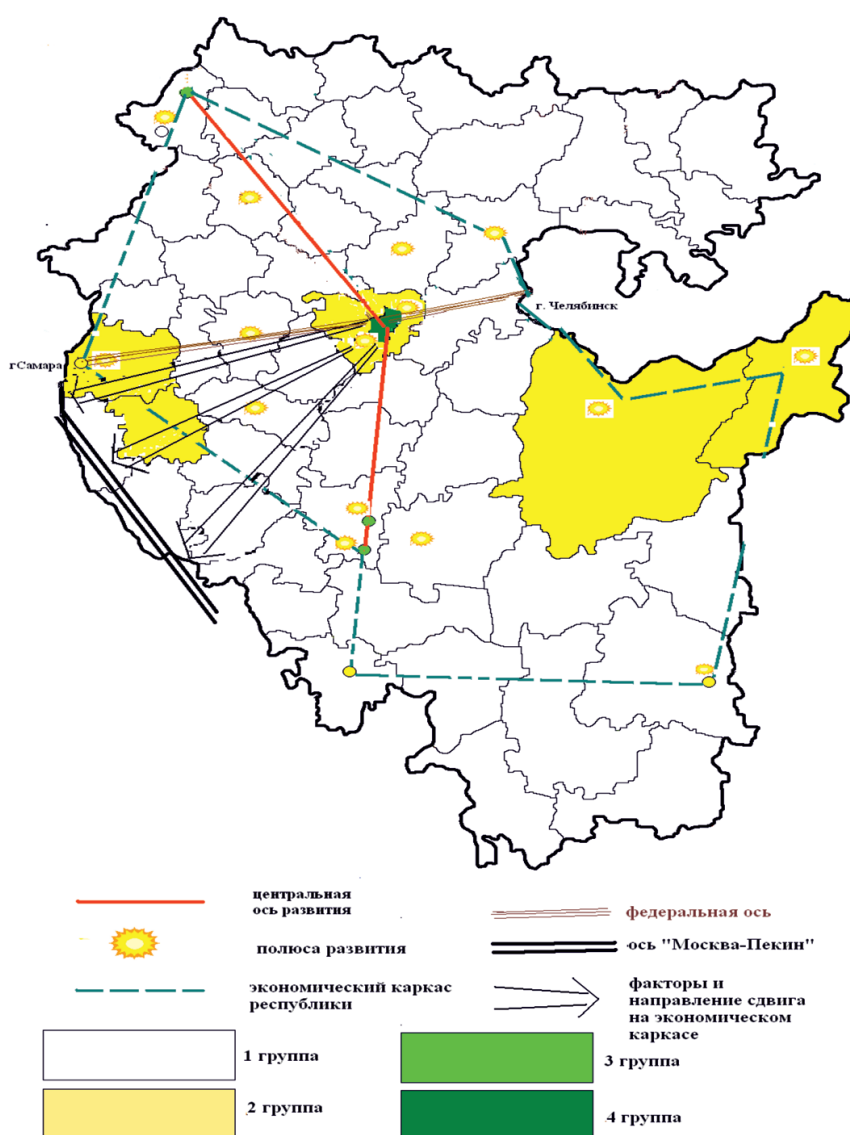 г. Челябинск
гСамара
центральная
ось развития
федеральная ось
полюса развития
ось "Москва-Пекин"
экономический каркас
республики
факторы и
направление сдвига
на экономическом
каркасе
1 группа
3 группа
2 группа
4 группа